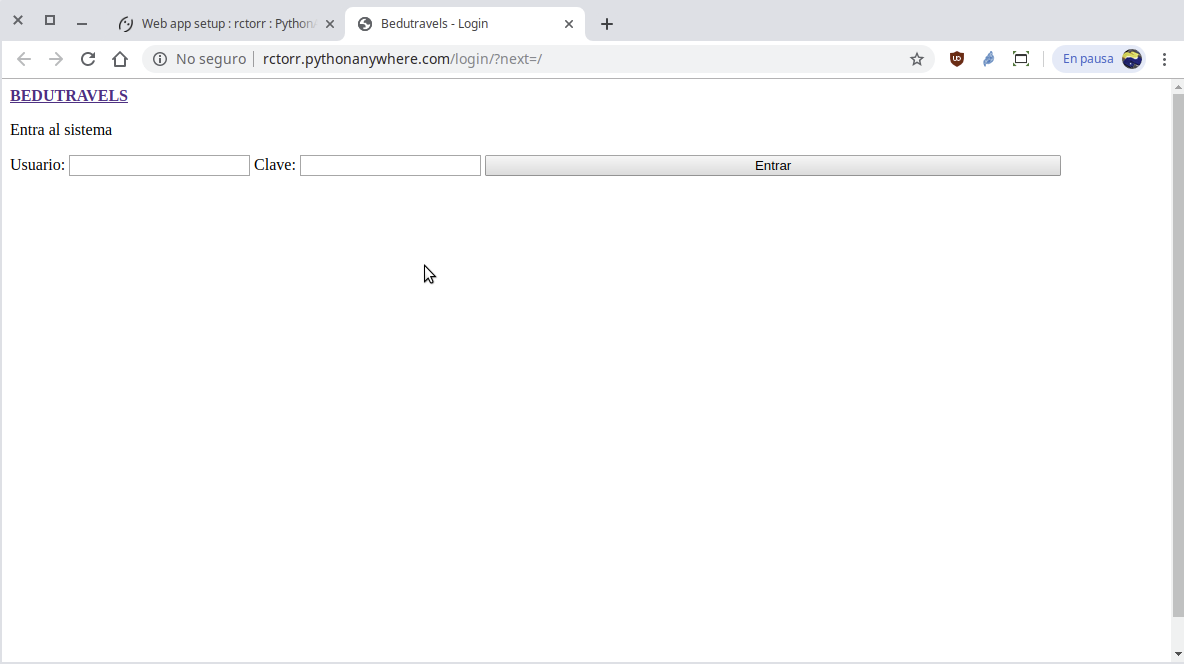 Web app setup : rctorr : Python
Bedutravels - Login
No seguro
rctorr.pythonanywhere.com/login/?next=/
En pausa
BEDUTRAVELS
Entra al sistema
Usuario: Clave: Entrar